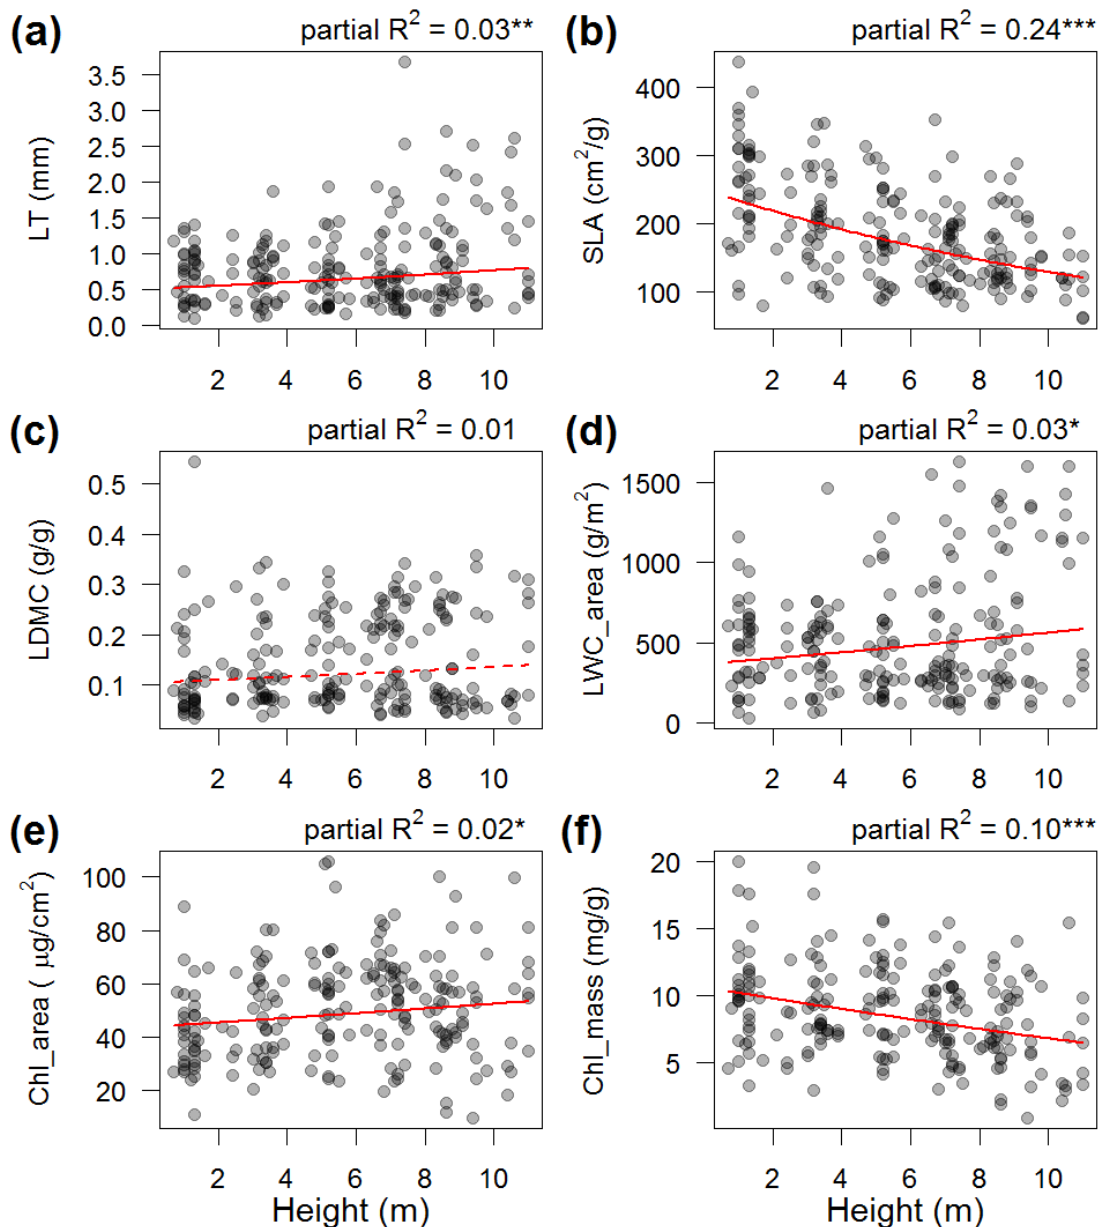 (a) partial R² = 0.03**
LT (mm)
3.5
3.0
2.5
2.0
1.5
1.0
0.5
0.0
2 4 6 8 10
(b) partial R² = 0.24***
SLA (cm²/g)
400
300
200
100
2 4 6 8 10
(c) partial R² = 0.01
LDMC (g/g)
0.5
0.4
0.3
0.2
0.1
2 4 6 8 10
(d) partial R² = 0.03*
LWC_area (g/m²)
1500
1000
500
0
2 4 6 8 10
(e) partial R² = 0.02*
Chl_area ( μg/cm²)
100
80
60
40
20
2 4 6 8 10
Height (m)
(f) partial R² = 0.10***
Chl_mass (mg/g)
20
15
10
5
2 4 6 8 10
Height (m)